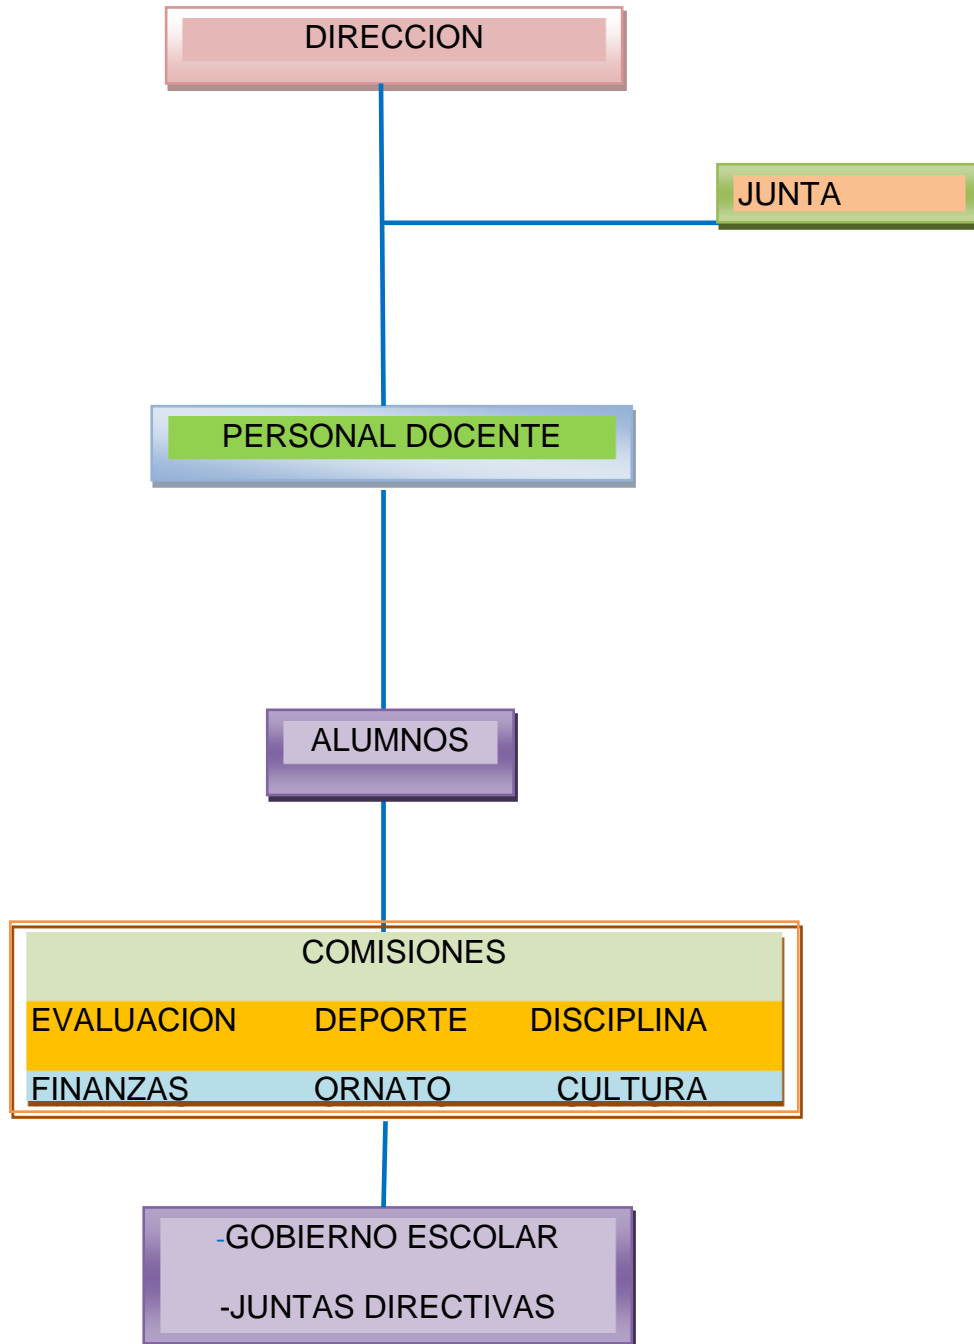 DIRECCION
JUNTA
PERSONAL DOCENTE
ALUMNOS
COMISIONES
EVALUACION DEPORTE DISCIPLINA
FINANZAS ORNATO CULTURA
-GOBIERNO ESCOLAR
-JUNTAS DIRECTIVAS